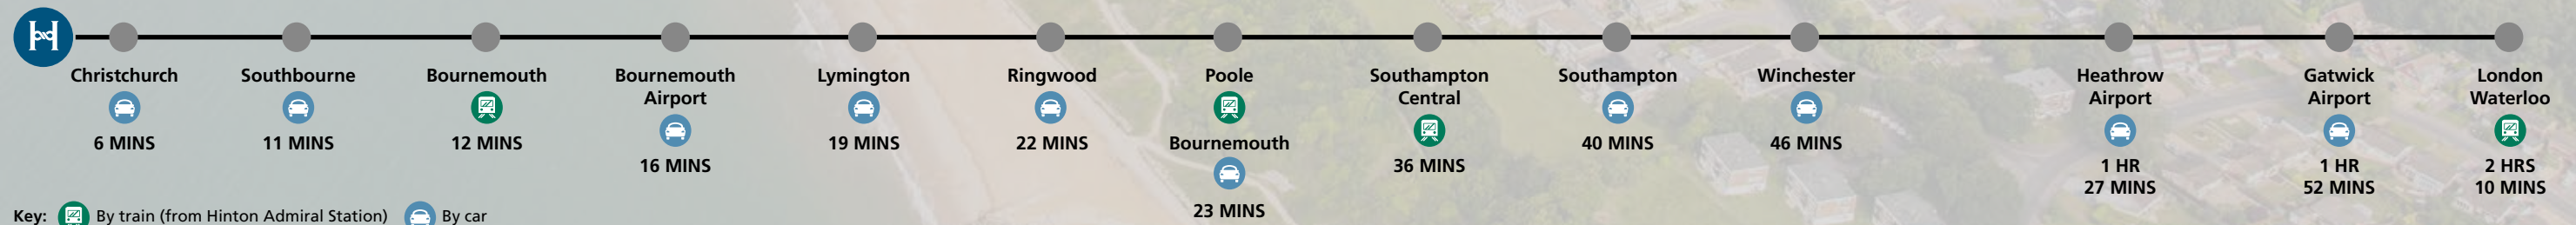 Christchurch
6 MINS
Southbourne
11 MINS
Bournemouth
12 MINS
Bournemouth
Airport
16 MINS
Lymington
19 MINS
Ringwood
22 MINS
Poole
Bournemouth
23 MINS
Southampton
Central
36 MINS
Southampton
40 MINS
Winchester
46 MINS
Heathrow
Airport
1 HR
27 MINS
Gatwick
Airport
1 HR
52 MINS
London
Waterloo
2 HRS
10 MINS
Key: By train (from Hinton Admiral Station) By car